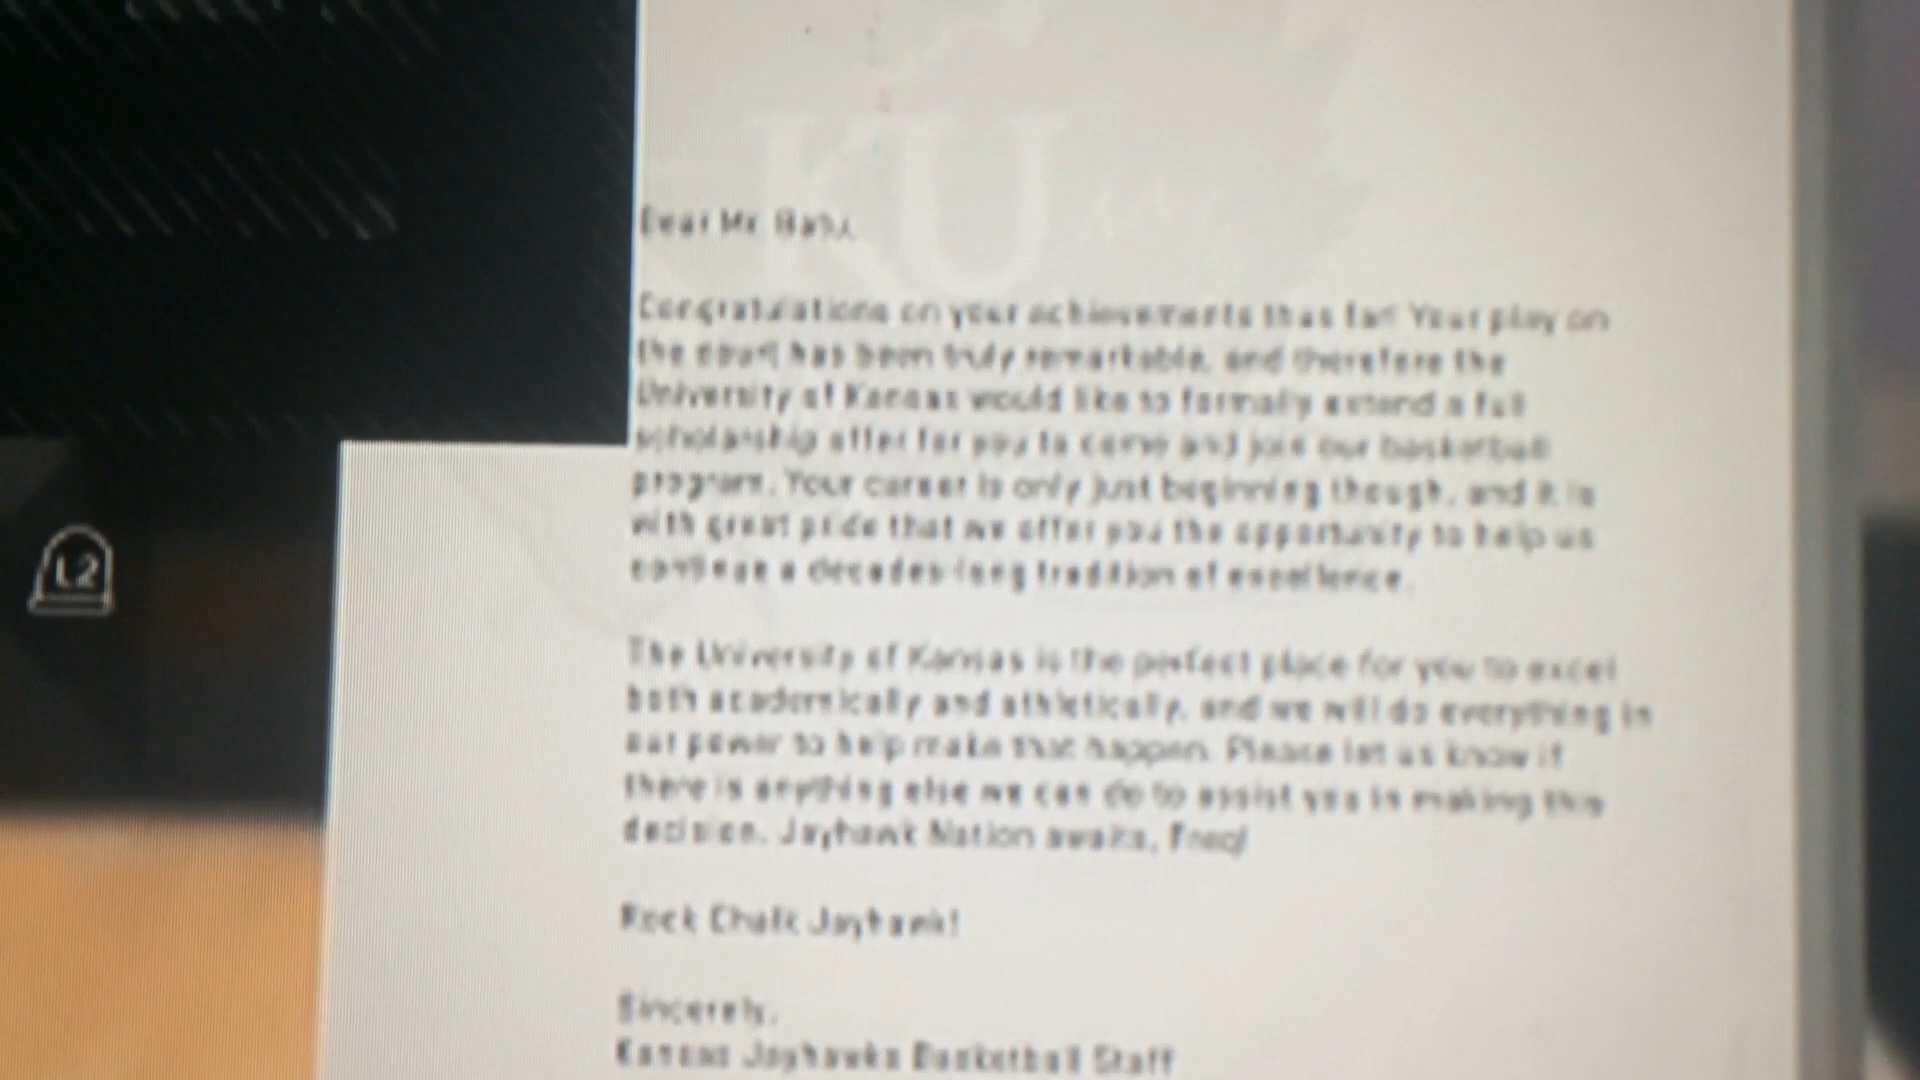 KU
L2
Dear Mr.
Congratulations on your achievements thus far! Your play on
the court has been truly remarkable, and therefore the
University of Kansas would like to formally extend a full
scholarship offer for you to come and join our basketball
program. Your career is only just beginning though, and it is
with great pride that we offer you the opportunity to help us
continue a decades-long tradition of excellence.
The University of Kansas is the perfect place for you to excel
both academically and athletically, and we will do everything in
our power to help make that happen. Please let us know if
there is anything else we can do to assist you in making this
decision. Jayhawk Nation awaits, Freq!
Rock Chalk Jayhawk!
Sincerely,
Kansas Jayhawks Basketball Staff